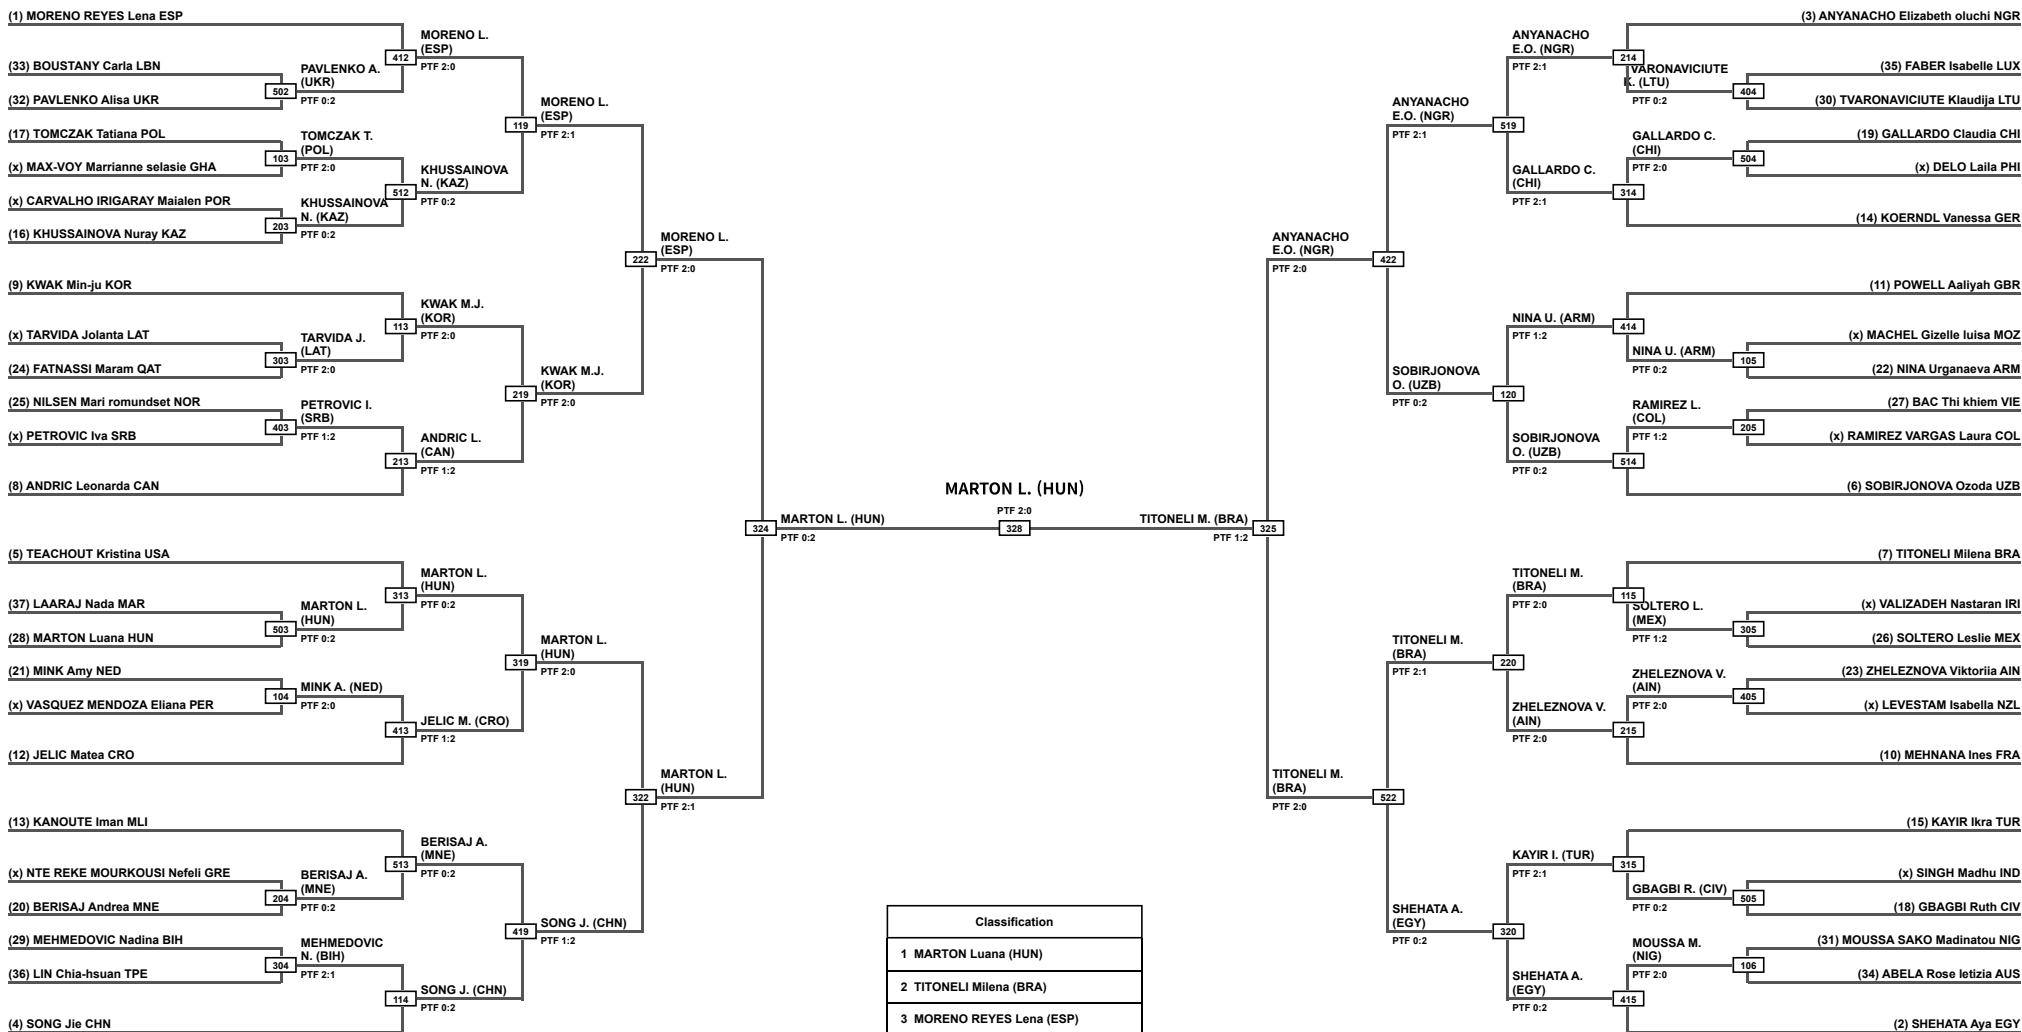 (1) MORENO REYES Lena ESP
(33) BOUSTANY Carla LBN
(32) PAVLENKO Alisa UKR
(17) TOMCZAK Tatiana POL
(x) MAX-VOY Marrianne selasie GHA
(x) CARVALHO IRIGARAY Maialen POR
(16) KHUSSAINOVA Nuray KAZ
(9) KWAK Min-ju KOR
(x) TARVIDA Jolanta LAT
(24) FATNASSI Maram QAT
(25) NILSEN Mari romundset NOR
(x) PETROVIC Iva SRB
(8) ANDRIC Leonarda CAN
(5) TEACHOUT Kristina USA
(37) LAARAJ Nada MAR
(28) MARTON Luana HUN
(21) MINK Amy NED
(x) VASQUEZ MENDOZA Eliana PER
(12) JELIC Matea CRO
(13) KANOUTE Iman MLI
(x) NTE REKE MOURKOUSI Nefeli GRE
(20) BERISAJ Andrea MNE
(29) MEHMEDOVIC Nadina BIH
(36) LIN Chia-hsuan TPE
(4) SONG Jie CHN
502
PAVLENKO A.
(UKR)
PTF 0:2
103
TOMCZAK T.
(POL)
PTF 2:0
203
KHUSSAINOVA
N. (KAZ)
PTF 0:2
303
TARVIDA J.
(LAT)
PTF 2:0
403
PETROVIC I.
(SRB)
PTF 1:2
503
MARTON L.
(HUN)
PTF 0:2
104
MINK A. (NED)
PTF 2:0
204
BERISAJ A.
(MNE)
PTF 0:2
304
MEHMEDOVIC
N. (BIH)
PTF 2:1
412
MORENO L.
(ESP)
PTF 2:0
512
KHUSSAINOVA
N. (KAZ)
PTF 0:2
113
KWAK M.J.
(KOR)
PTF 2:0
213
ANDRIC L.
(CAN)
PTF 1:2
313
MARTON L.
(HUN)
PTF 0:2
413
JELIC M. (CRO)
PTF 1:2
513
BERISAJ A.
(MNE)
PTF 0:2
114
SONG J. (CHN)
PTF 0:2
119
MORENO L.
(ESP)
PTF 2:1
219
KWAK M.J.
(KOR)
PTF 2:0
319
MARTON L.
(HUN)
PTF 2:0
419
SONG J. (CHN)
PTF 1:2
222
MORENO L.
(ESP)
PTF 2:0
322
MARTON L.
(HUN)
PTF 2:1
324
MARTON L. (HUN)
PTF 0:2
MARTON L. (HUN)
PTF 2:0
328
TITONELI M. (BRA)
PTF 1:2
325
ANYANACHO
E.O. (NGR)
PTF 2:0
422
TITONELI M.
(BRA)
PTF 2:0
522
ANYANACHO
E.O. (NGR)
PTF 2:1
519
SOBIRJONOVA
O. (UZB)
PTF 0:2
120
TITONELI M.
(BRA)
PTF 2:1
220
SHEHATA A.
(EGY)
PTF 0:2
320
ANYANACHO
E.O. (NGR)
PTF 2:1
214
GALLARDO C.
(CHI)
PTF 2:1
314
NINA U. (ARM)
PTF 1:2
414
SOBIRJONOVA
O. (UZB)
PTF 0:2
514
TITONELI M.
(BRA)
PTF 2:0
115
ZHELEZNOVA V.
(AIN)
PTF 2:0
215
KAYIR I. (TUR)
PTF 2:1
315
SHEHATA A.
(EGY)
PTF 0:2
415
TVARONAVICIUTE
K. (LTU)
PTF 0:2
404
GALLARDO C.
(CHI)
PTF 2:0
504
NINA U. (ARM)
PTF 0:2
105
RAMIREZ L.
(COL)
PTF 1:2
205
SOLTERO L.
(MEX)
PTF 1:2
305
ZHELEZNOVA V.
(AIN)
PTF 2:0
405
GBAGBI R. (CIV)
PTF 0:2
505
MOUSSA M.
(NIG)
PTF 2:0
106
(3) ANYANACHO Elizabeth oluchi NGR
(35) FABER Isabelle LUX
(30) TVARONAVICIUTE Klaudija LTU
(19) GALLARDO Claudia CHI
(x) DELO Laila PHI
(14) KOERNDL Vanessa GER
(11) POWELL Aaliyah GBR
(x) MACHEL Gizelle luisa MOZ
(22) NINA Urganaeva ARM
(27) BAC Thi khiem VIE
(x) RAMIREZ VARGAS Laura COL
(6) SOBIRJONOVA Ozoda UZB
(7) TITONELI Milena BRA
(x) VALIZADEH Nastaran IRI
(26) SOLTERO Leslie MEX
(23) ZHELEZNOVA Viktoriia AIN
(x) LEVESTAM Isabella NZL
(10) MEHNANA Ines FRA
(15) KAYIR Ikra TUR
(x) SINGH Madhu IND
(18) GBAGBI Ruth CIV
(31) MOUSSA SAKO Madinatou NIG
(34) ABELA Rose letizia AUS
(2) SHEHATA Aya EGY
Classification
1 MARTON Luana (HUN)
2 TITONELI Milena (BRA)
3 MORENO REYES Lena (ESP)